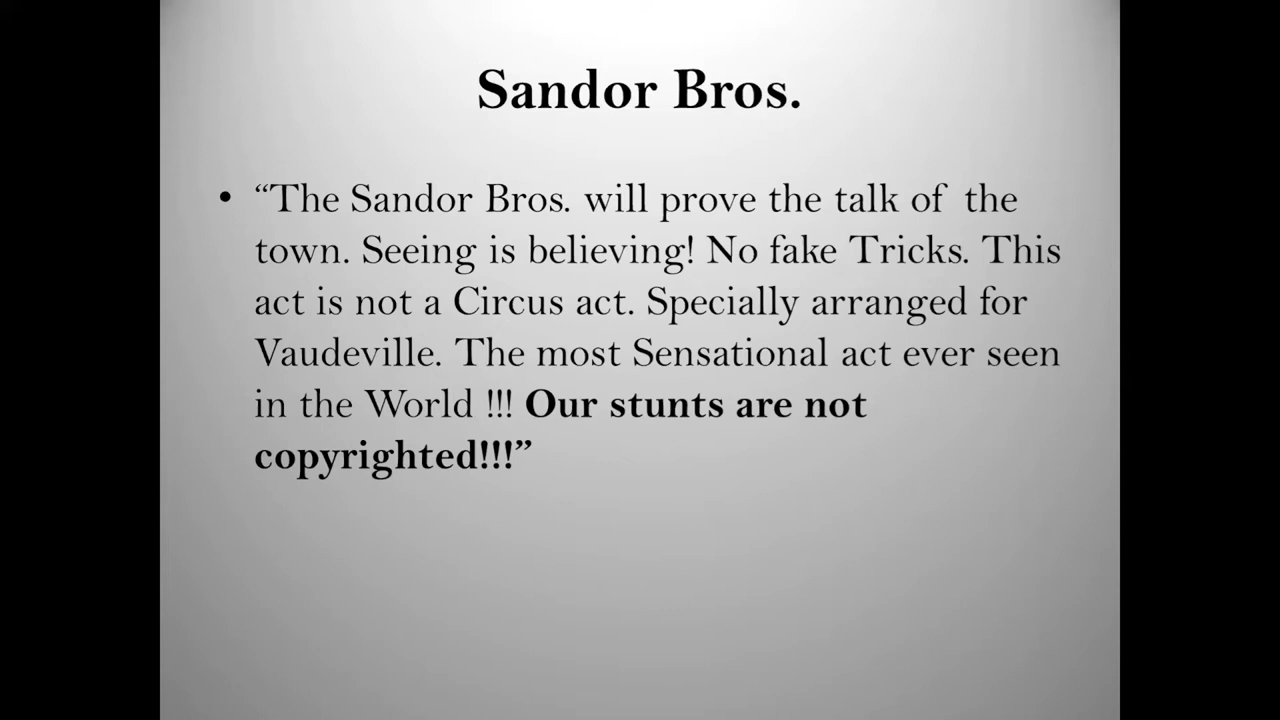 Sandor Bros.
• “The Sandor Bros. will prove the talk of the
town. Seeing is believing! No fake Tricks. This
act is not a Circus act. Specially arranged for
Vaudeville. The most Sensational act ever seen
in the World !!! Our stunts are not
copyrighted!!!”